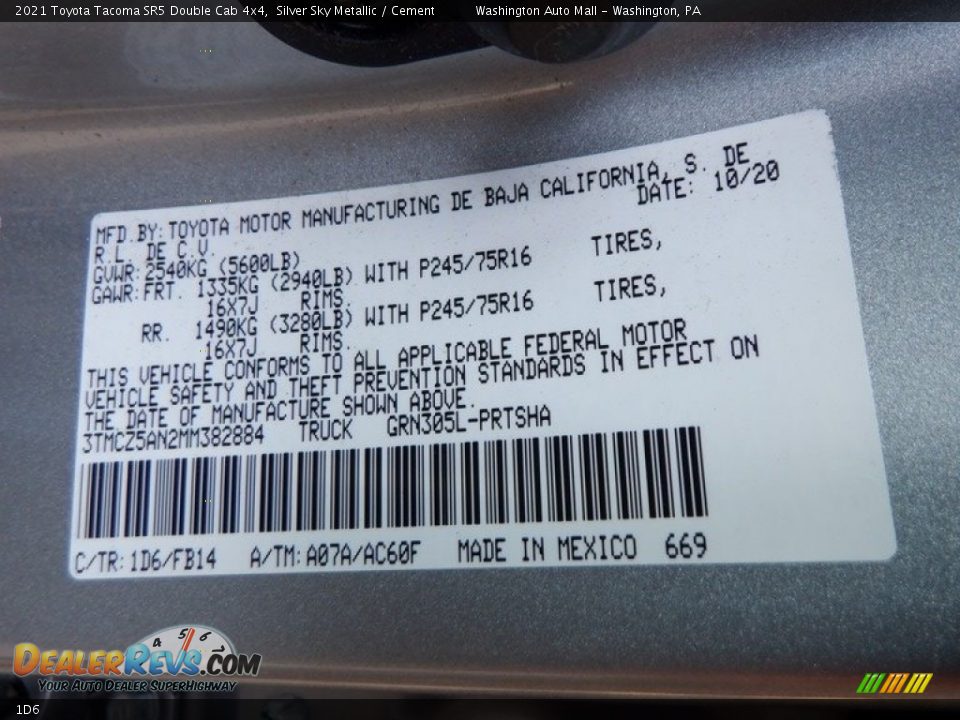 2021 Toyota Tacoma SR5 Double Cab 4x4, Silver Sky Metallic / Cement Washington Auto Mall - Washington, PA
MFD.BY:TOYOTA MOTOR MANUFACTURING DE BAJA CALIFORNIA, S. DE
R.L. DE C.V. DATE: 10/20
GVWR:2540KG (5600LB)
GAWR:FRT. 1335KG (2940LB) WITH P245/75R16 TIRES,
16X7J RIMS.
RR. 1490KG (3280LB) WITH P245/75R16 TIRES,
16X7J RIMS.
THIS VEHICLE CONFORMS TO ALL APPLICABLE FEDERAL MOTOR
VEHICLE SAFETY AND THEFT PREVENTION STANDARDS IN EFFECT ON
THE DATE OF MANUFACTURE SHOWN ABOVE.
3TMCZ5AN2MM382884 TRUCK GRN305L-PRTSHA
C/TR:1D6/FB14 A/TM:A07A/AC60F MADE IN MEXICO 669
4 5 6
DEALERREVS.COM
Your Auto Dealer SuperHighway
1D6